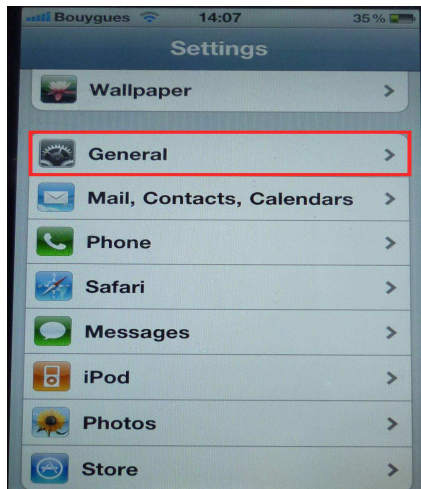 Bouygues 14:07 35%
Settings
Wallpaper
General
Mail, Contacts, Calendars
Phone
Safari
Messages
iPod
Photos
Store